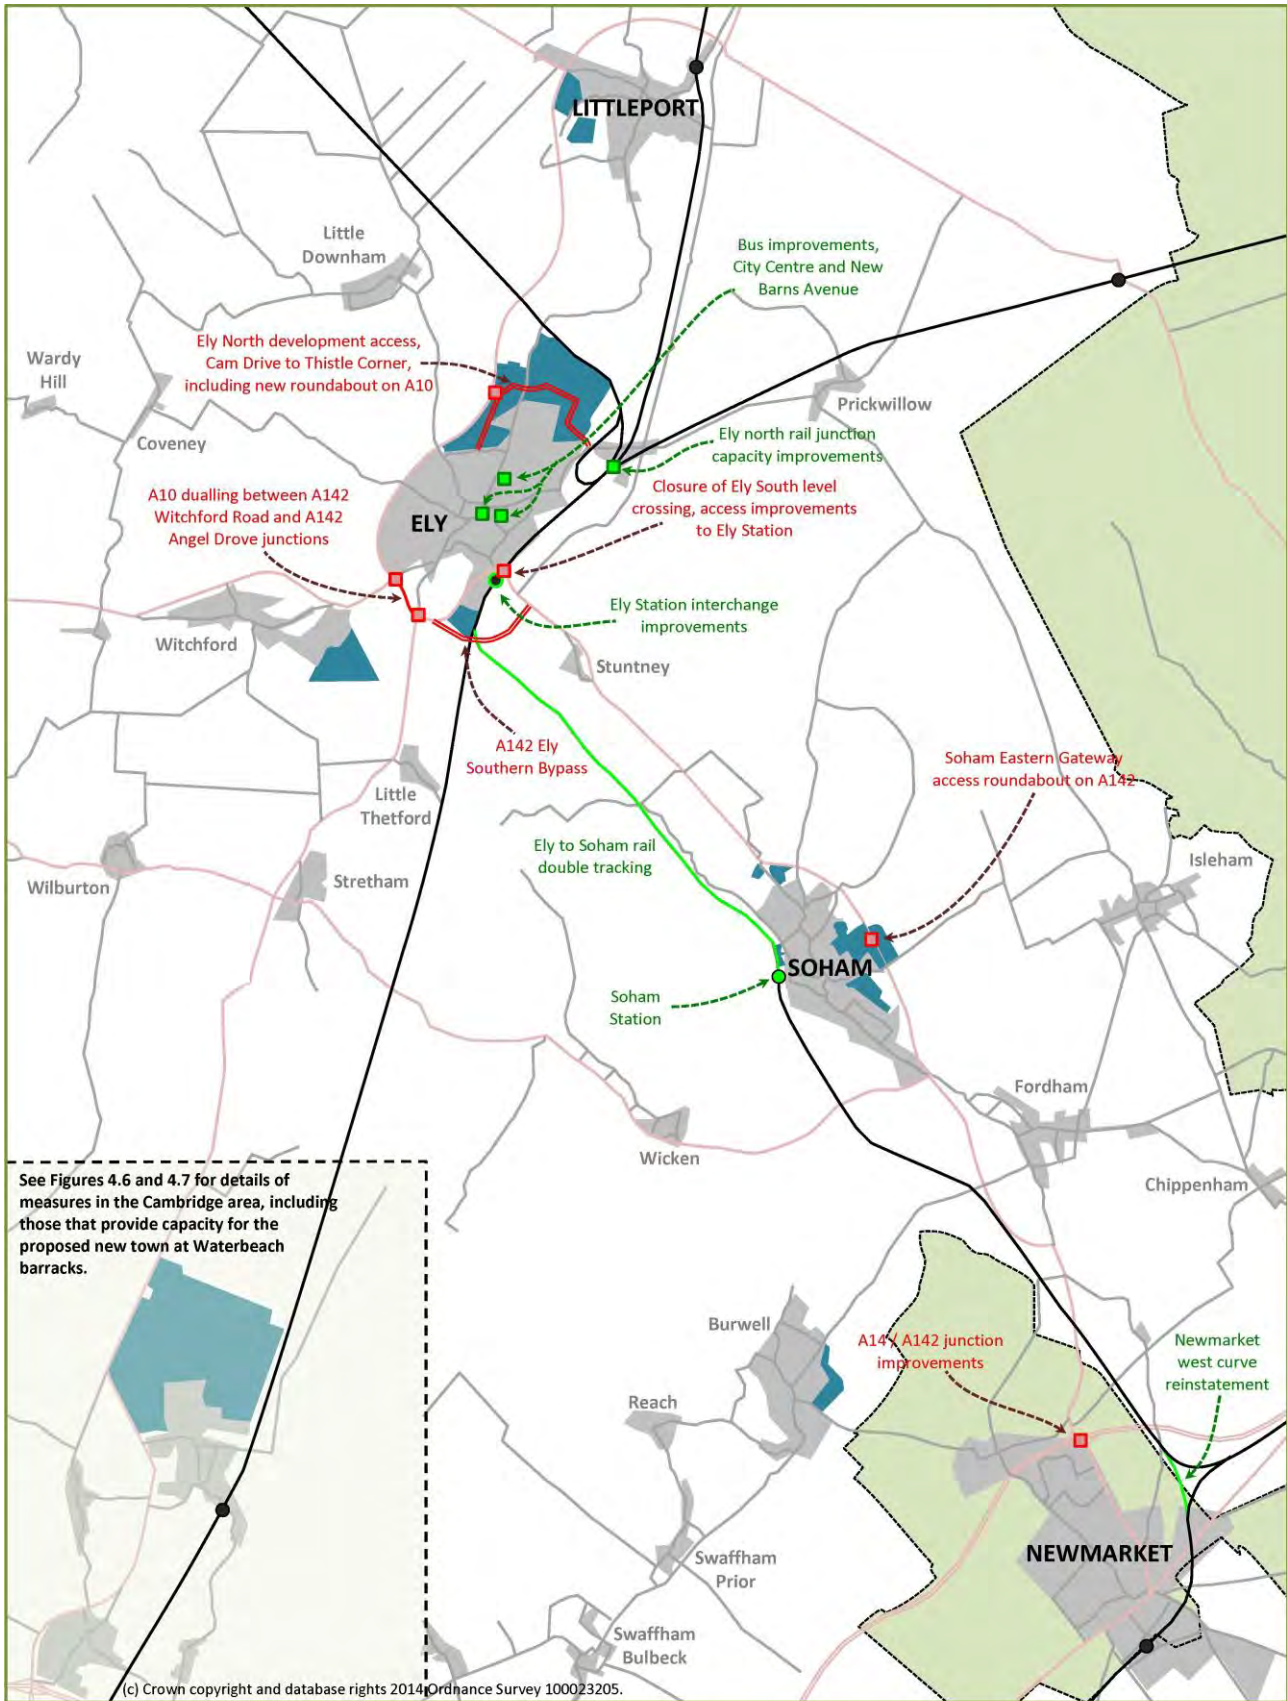 LITTLEPORT
Little
Downham
Bus improvements,
City Centre and New
Barns Avenue
Ely North development access,
Cam Drive to Thistle Corner,
including new roundabout on A10
Wardy
Hill
Coveney
Prickwillow
Ely north rail junction
capacity improvements
A10 dualling between A142
Witchford Road and A142
Angel Drove junctions
ELY
Closure of Ely South level
crossing, access improvements
to Ely Station
Ely Station interchange
improvements
Witchford
Stuntney
A142 Ely
Southern Bypass
Soham Eastern Gateway
access roundabout on A142
Little
Thetford
Ely to Soham rail
double tracking
Isleham
Wilburton
Stretham
SOHAM
Soham
Station
Fordham
Wicken
Chippenham
See Figures 4.6 and 4.7 for details of
measures in the Cambridge area, including
those that provide capacity for the
proposed new town at Waterbeach
barracks.
Burwell
A14 / A142 junction
improvements
Newmarket
west curve
reinstatement
Reach
NEWMARKET
Swaffham
Prior
Swaffham
Bulbeck
(c) Crown copyright and database rights 2014 Ordnance Survey 100023205.